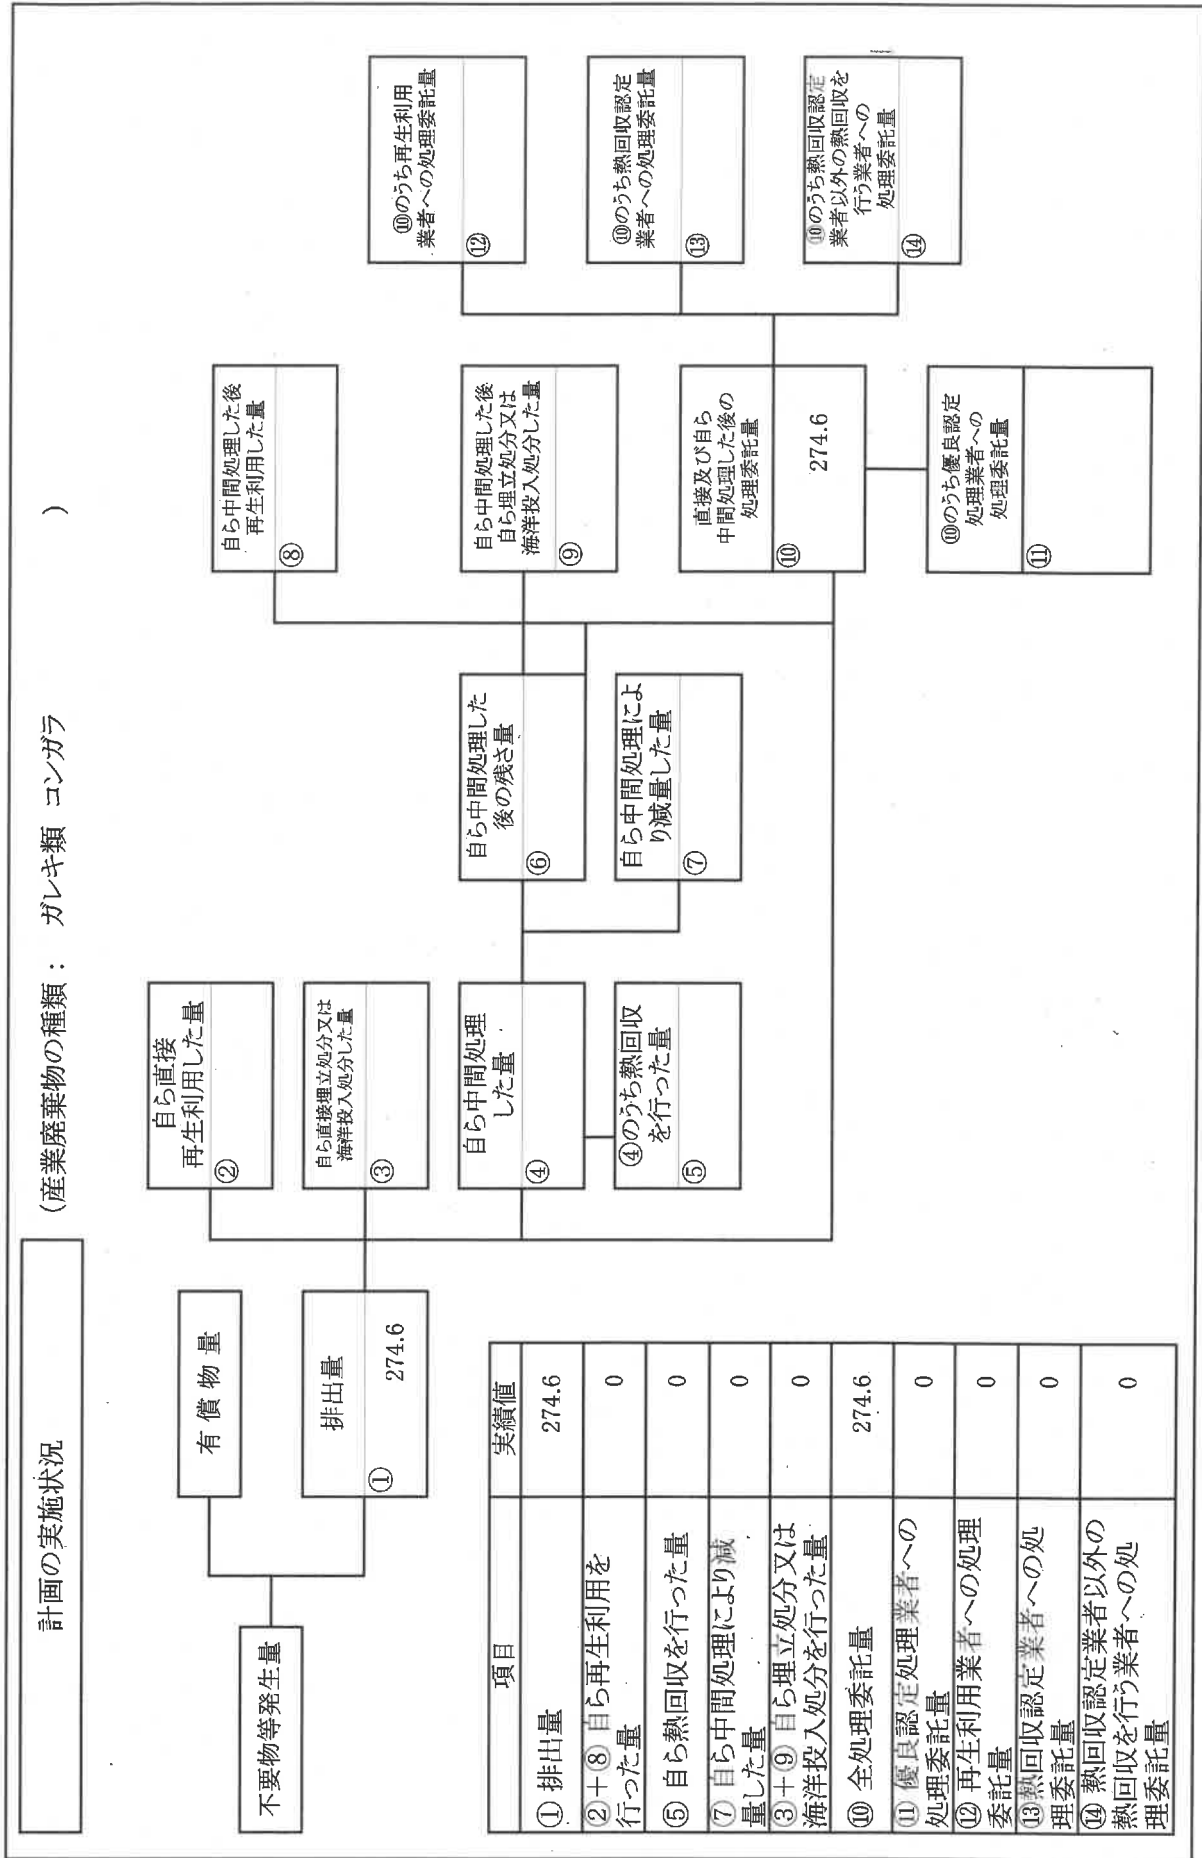 計画の実施状況
(産業廃棄物の種類： ガレキ類 コンガラ )
不要物等発生量
有償物量
排出量
① 274.6
自ら直接
再生利用した量
②
自ら直接埋立処分又は
海洋投入処分した量
③
自ら中間処理
した量
④
④のうち熱回収
を行った量
⑤
自ら中間処理した
後の残さ量
⑥
自ら中間処理によ
り減量した量
⑦
自ら中間処理した後
再生利用した量
⑧
自ら中間処理した後
自ら埋立処分又は
海洋投入処分した量
⑨
直接及び自ら
中間処理した後の
処理委託量
⑩ 274.6
⑩のうち優良認定
処理業者への
処理委託量
⑪
⑩のうち再生利用
業者への処理委託量
⑫
⑩のうち熱回収認定
業者への処理委託量
⑬
⑩のうち熱回収認定
業者以外の熱回収を
行う業者への
処理委託量
⑭
項目 実績値
① 排出量 274.6
②＋⑧ 自ら再生利用を
行った量 0
⑤ 自ら熱回収を行った量 0
⑦ 自ら中間処理により減
量した量 0
③＋⑨ 自ら埋立処分又は
海洋投入処分を行った量 0
⑩ 全処理委託量 274.6
⑪ 優良認定処理業者への
処理委託量 0
⑫ 再生利用業者への処理
委託量 0
⑬熱回収認定業者への処
理委託量 0
⑭ 熱回収認定業者以外の
熱回収を行う業者への処
理委託量 0